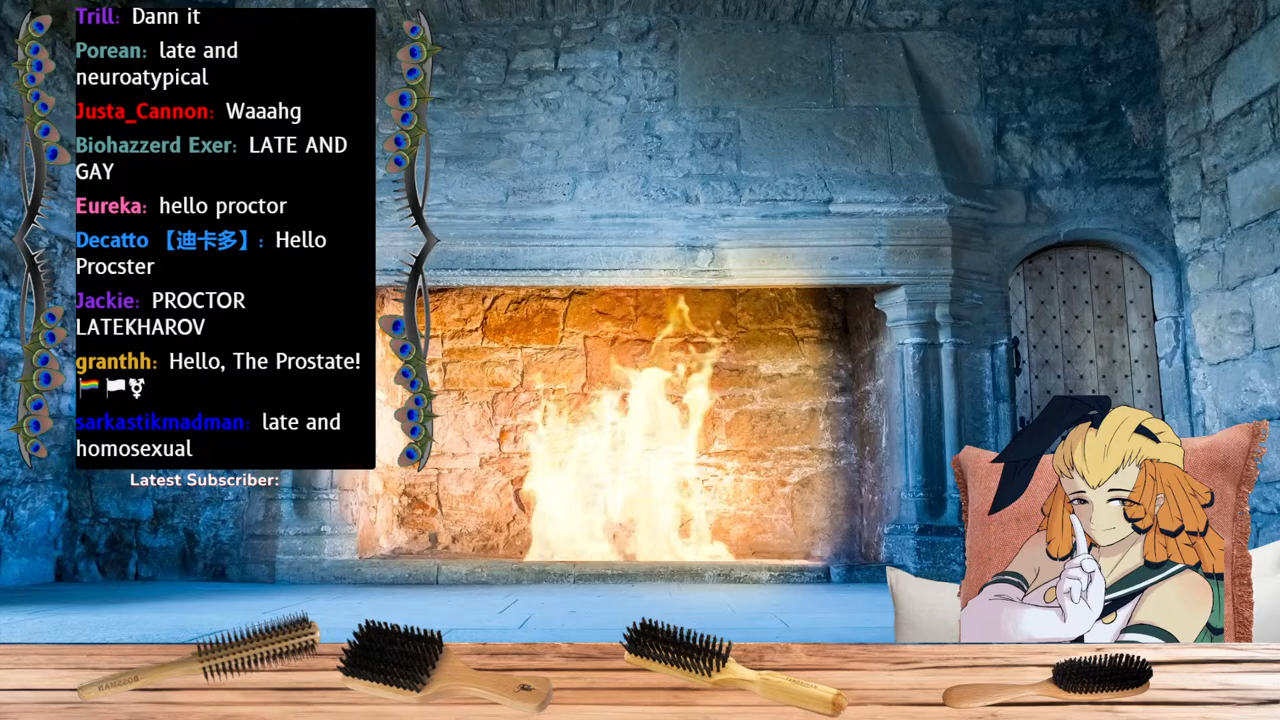 Trill: Dann it
Porean: late and
neuroatypical
Justa_Cannon: Waaahg
Biohazzerd Exer: LATE AND
GAY
Eureka: hello proctor
Decatto 【迪卡多】: Hello
Procster
Jackie: PROCTOR
LATEKHAROV
granthh: Hello, The Prostate!
🏳️‍🌈 🏳⚧
sarkastikmadman: late and
homosexual
Latest Subscriber: